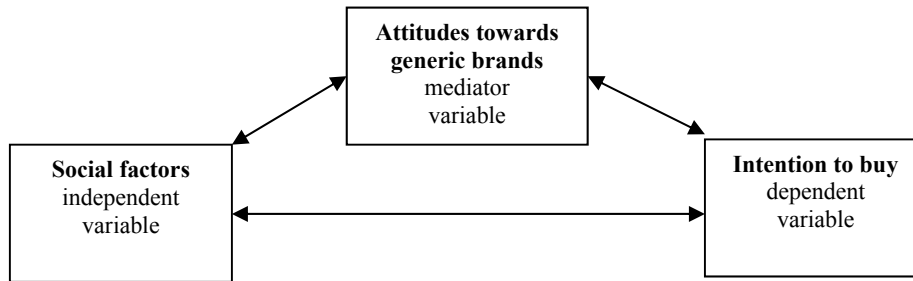 Attitudes towards
generic brands
mediator
variable
Social factors
independent
variable
Intention to buy
dependent
variable